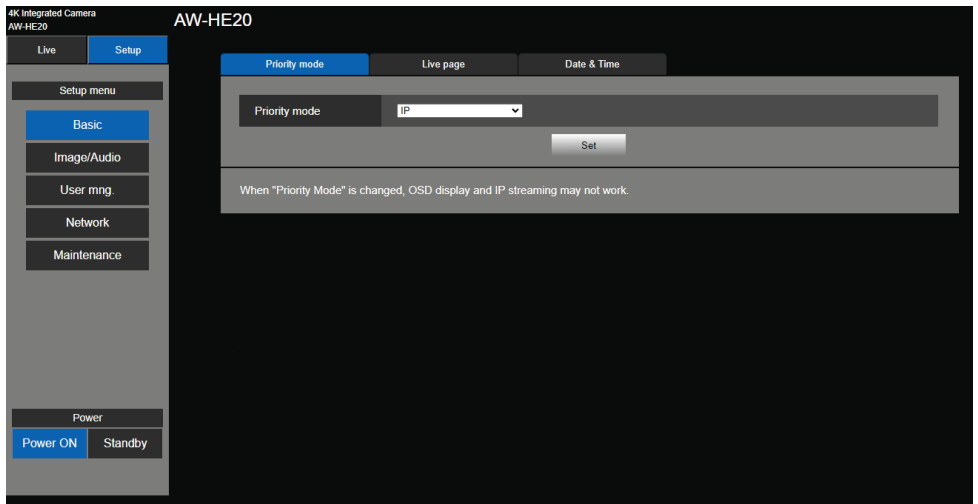 4K Integrated Camera
AW-HE20
AW-HE20
Live
Setup
Setup menu
Basic
Image/Audio
User mng.
Network
Maintenance
Power
Power ON
Standby
Priority mode
Live page
Date & Time
Priority mode
IP
Set
When "Priority Mode" is changed, OSD display and IP streaming may not work.